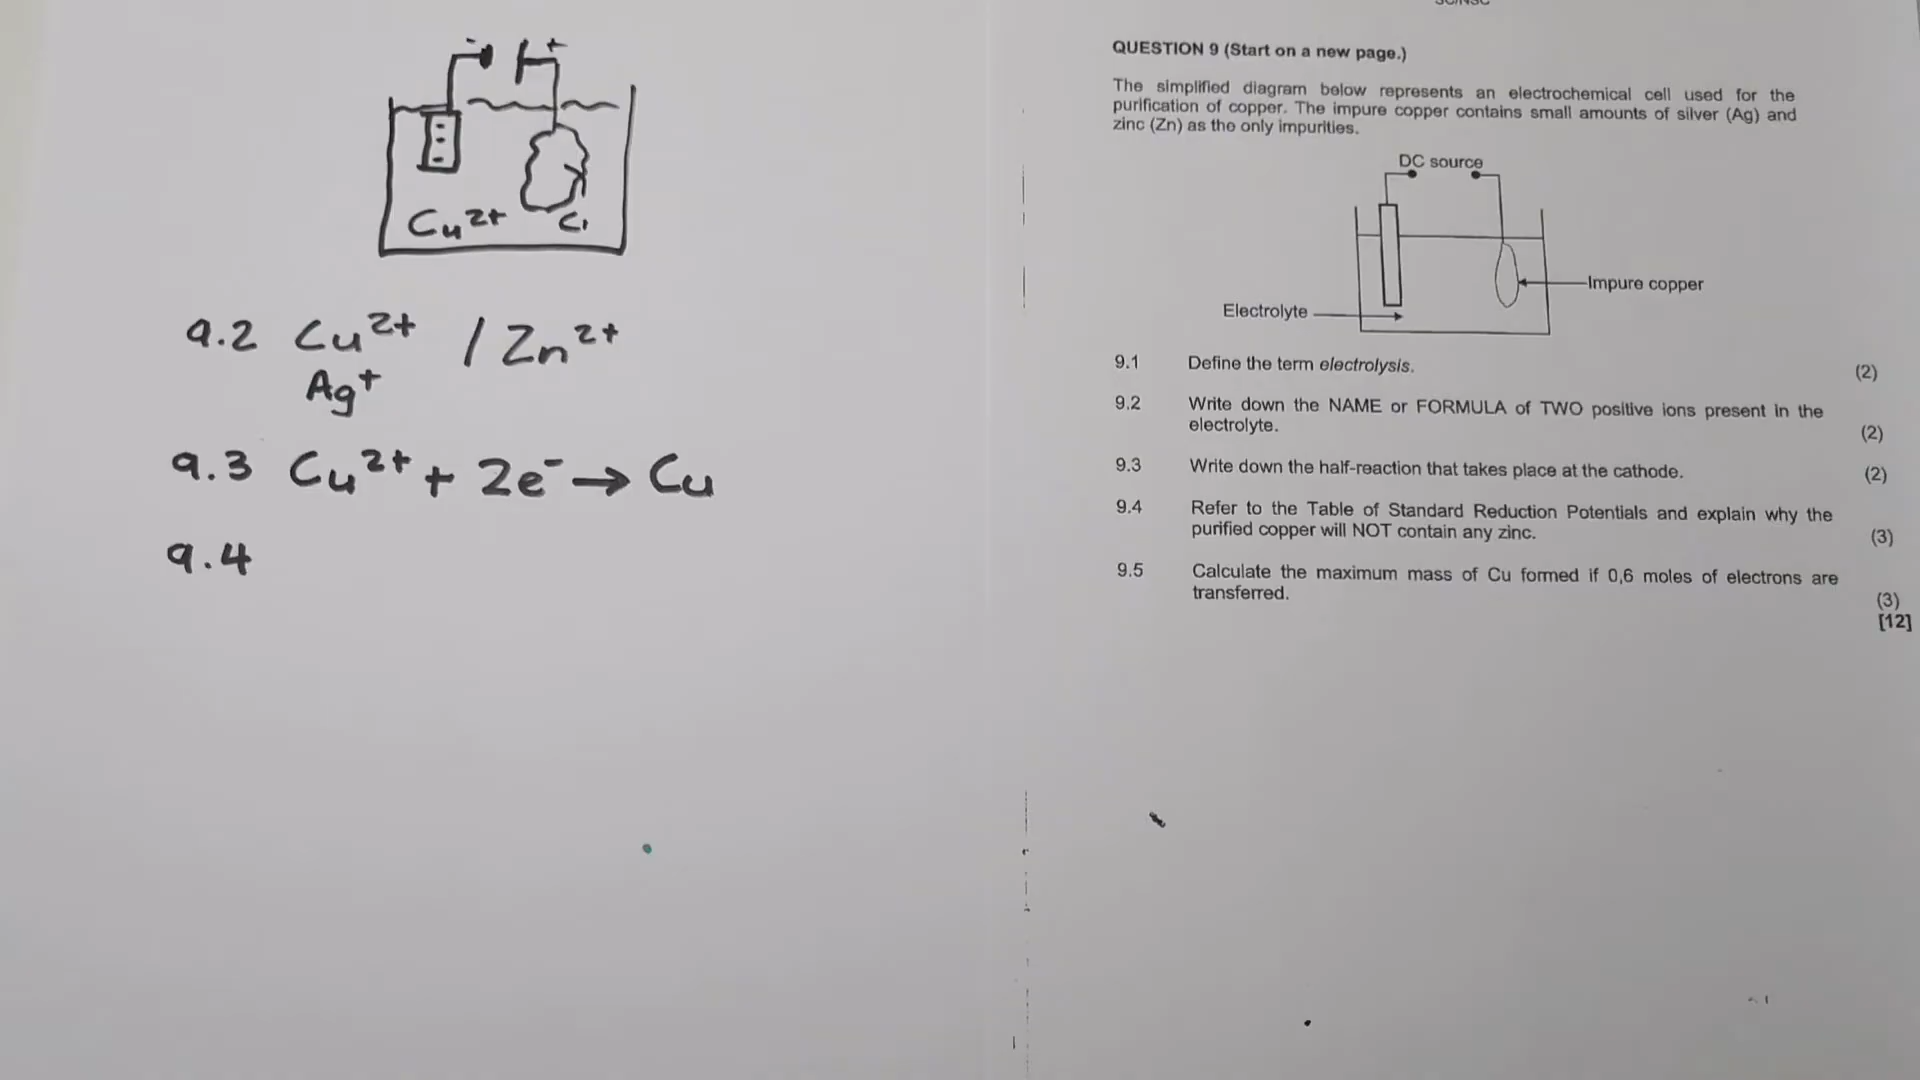 - +
Cu²⁺ C
9.2 Cu²⁺ / Zn²⁺
Ag⁺
9.3 Cu²⁺ + 2e⁻ → Cu
9.4
QUESTION 9 (Start on a new page.)
The simplified diagram below represents an electrochemical cell used for the
purification of copper. The impure copper contains small amounts of silver (Ag) and
zinc (Zn) as the only impurities.
DC source
Impure copper
Electrolyte
9.1 Define the term electrolysis. (2)
9.2 Write down the NAME or FORMULA of TWO positive ions present in the
electrolyte. (2)
9.3 Write down the half-reaction that takes place at the cathode. (2)
9.4 Refer to the Table of Standard Reduction Potentials and explain why the
purified copper will NOT contain any zinc. (3)
9.5 Calculate the maximum mass of Cu formed if 0,6 moles of electrons are
transferred. (3)
[12]